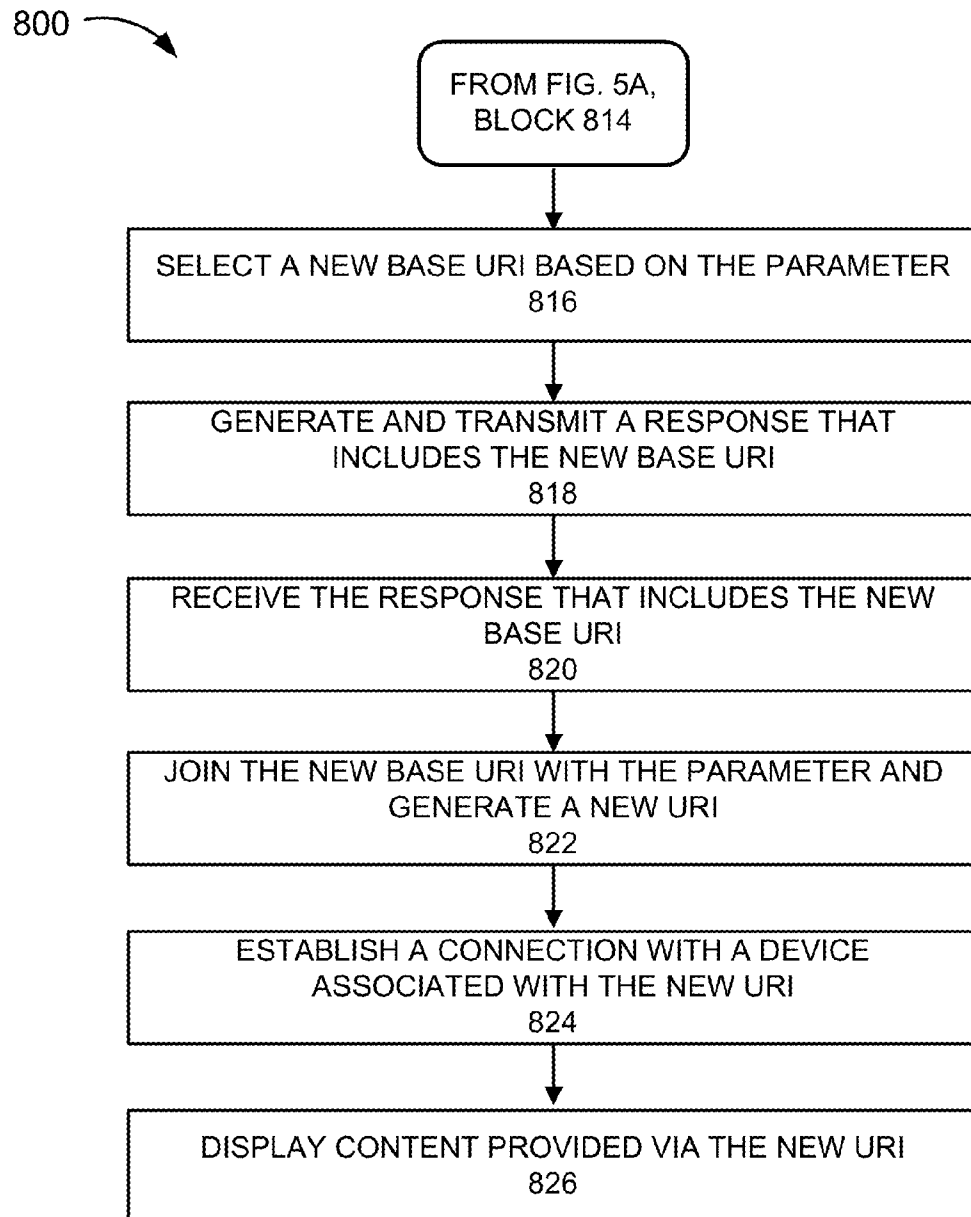 800
FROM FIG. 5A,
BLOCK 814
SELECT A NEW BASE URI BASED ON THE PARAMETER
816
GENERATE AND TRANSMIT A RESPONSE THAT
INCLUDES THE NEW BASE URI
818
RECEIVE THE RESPONSE THAT INCLUDES THE NEW
BASE URI
820
JOIN THE NEW BASE URI WITH THE PARAMETER AND
GENERATE A NEW URI
822
ESTABLISH A CONNECTION WITH A DEVICE
ASSOCIATED WITH THE NEW URI
824
DISPLAY CONTENT PROVIDED VIA THE NEW URI
826